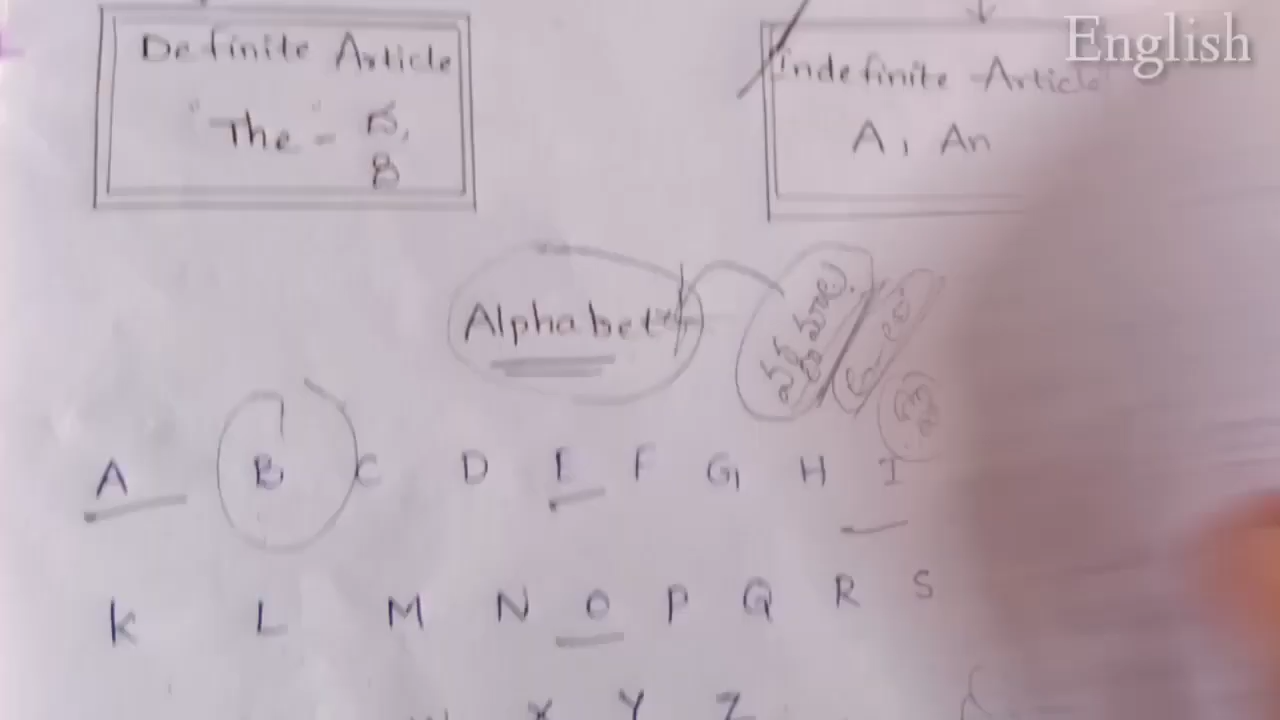 English
Definite Article
indefinite Article
"The" - ది,
A, An
Alphabet
A B C D E F G H I
K L M N O P Q R S
X Y Z